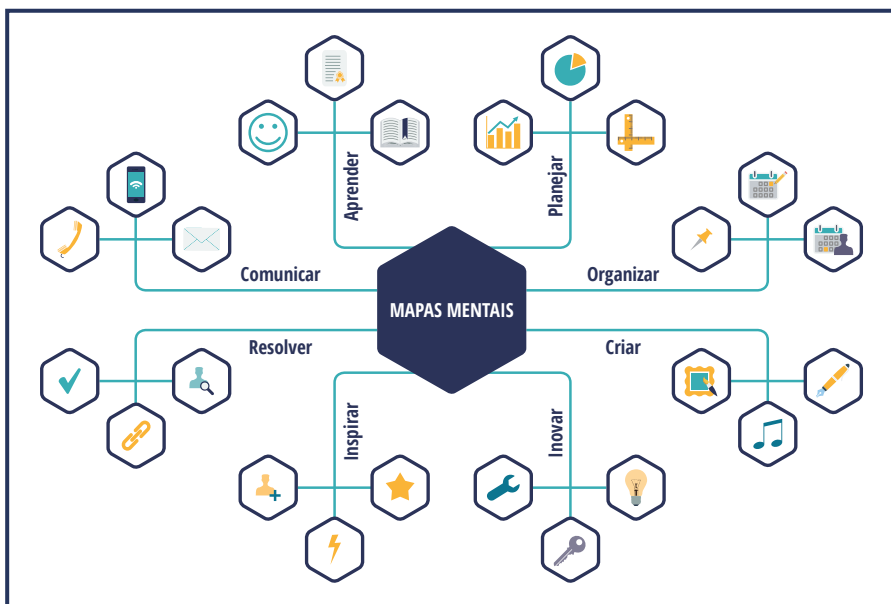 Aprender
Planejar
Comunicar
Organizar
MAPAS MENTAIS
Resolver
Criar
Inspirar
Inovar